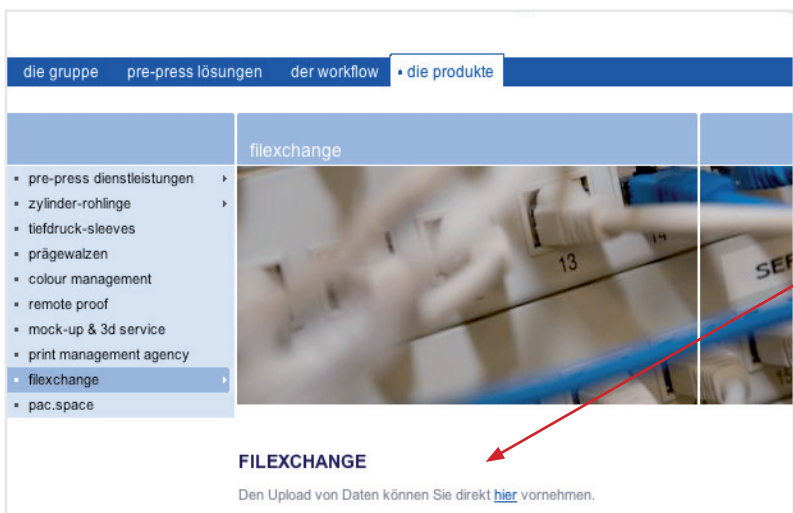 die gruppe pre-press lösungen der workflow • die produkte
filexchange
pre-press dienstleistungen
zylinder-rohlinge
tiefdruck-sleeves
prägewalzen
colour management
remote proof
mock-up & 3d service
print management agency
filexchange
pac.space
13
14
SER
15
FILEXCHANGE
Den Upload von Daten können Sie direkt hier vornehmen.